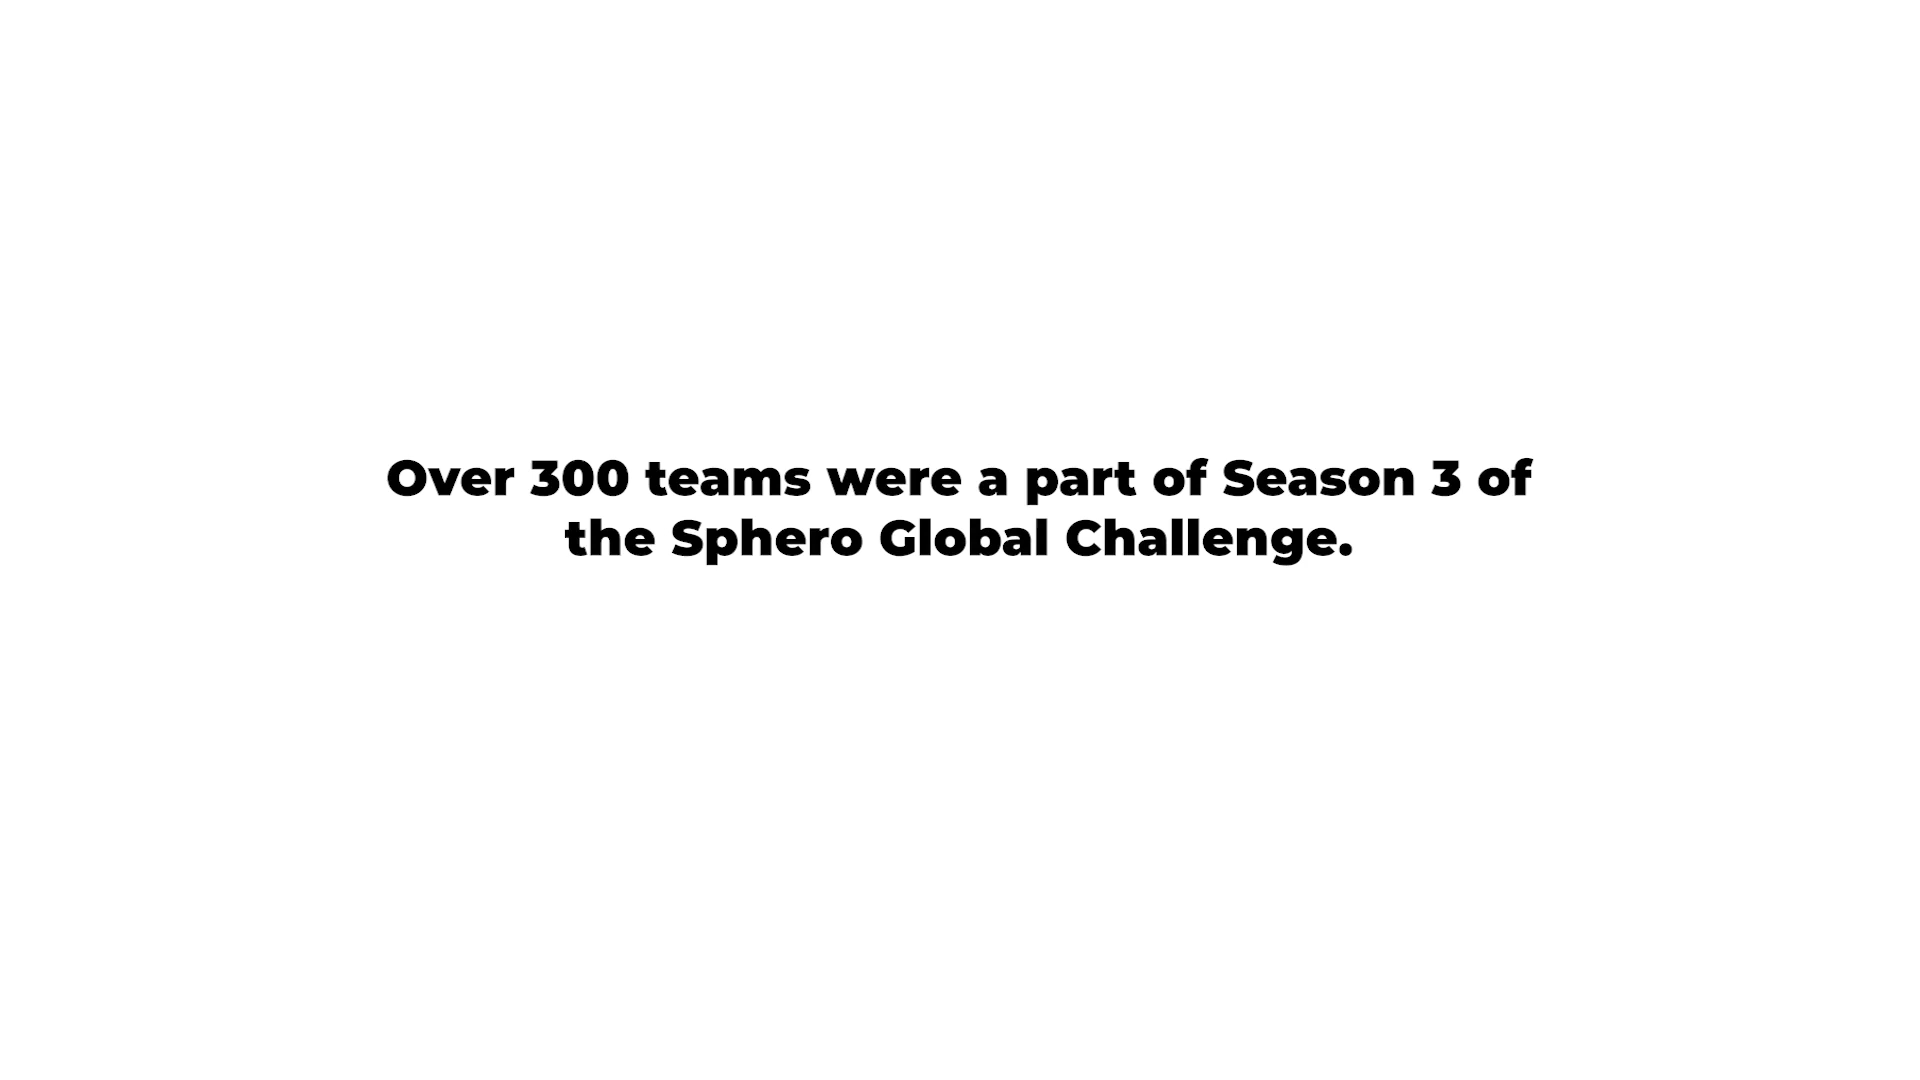 Over 300 teams were a part of Season 3 of
the Sphero Global Challenge.